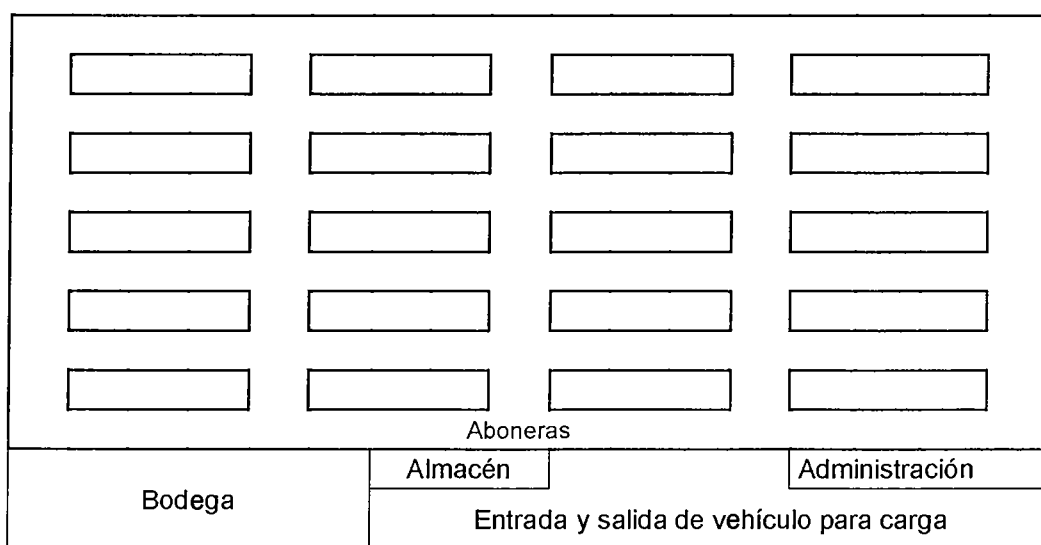 Aboneras
Almacén
Administración
Bodega
Entrada y salida de vehículo para carga